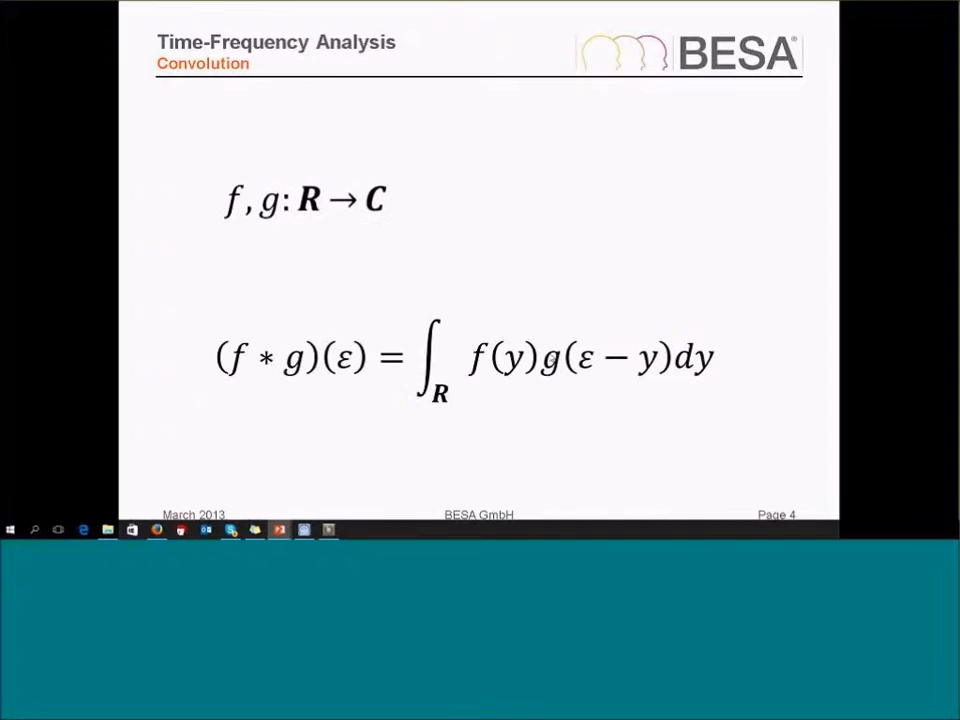 Time-Frequency Analysis
Convolution
BESA®
f, g: R → C
(f ∗ g)(ε) = ∫_R f(y)g(ε − y)dy
March 2013 BESA GmbH Page 4